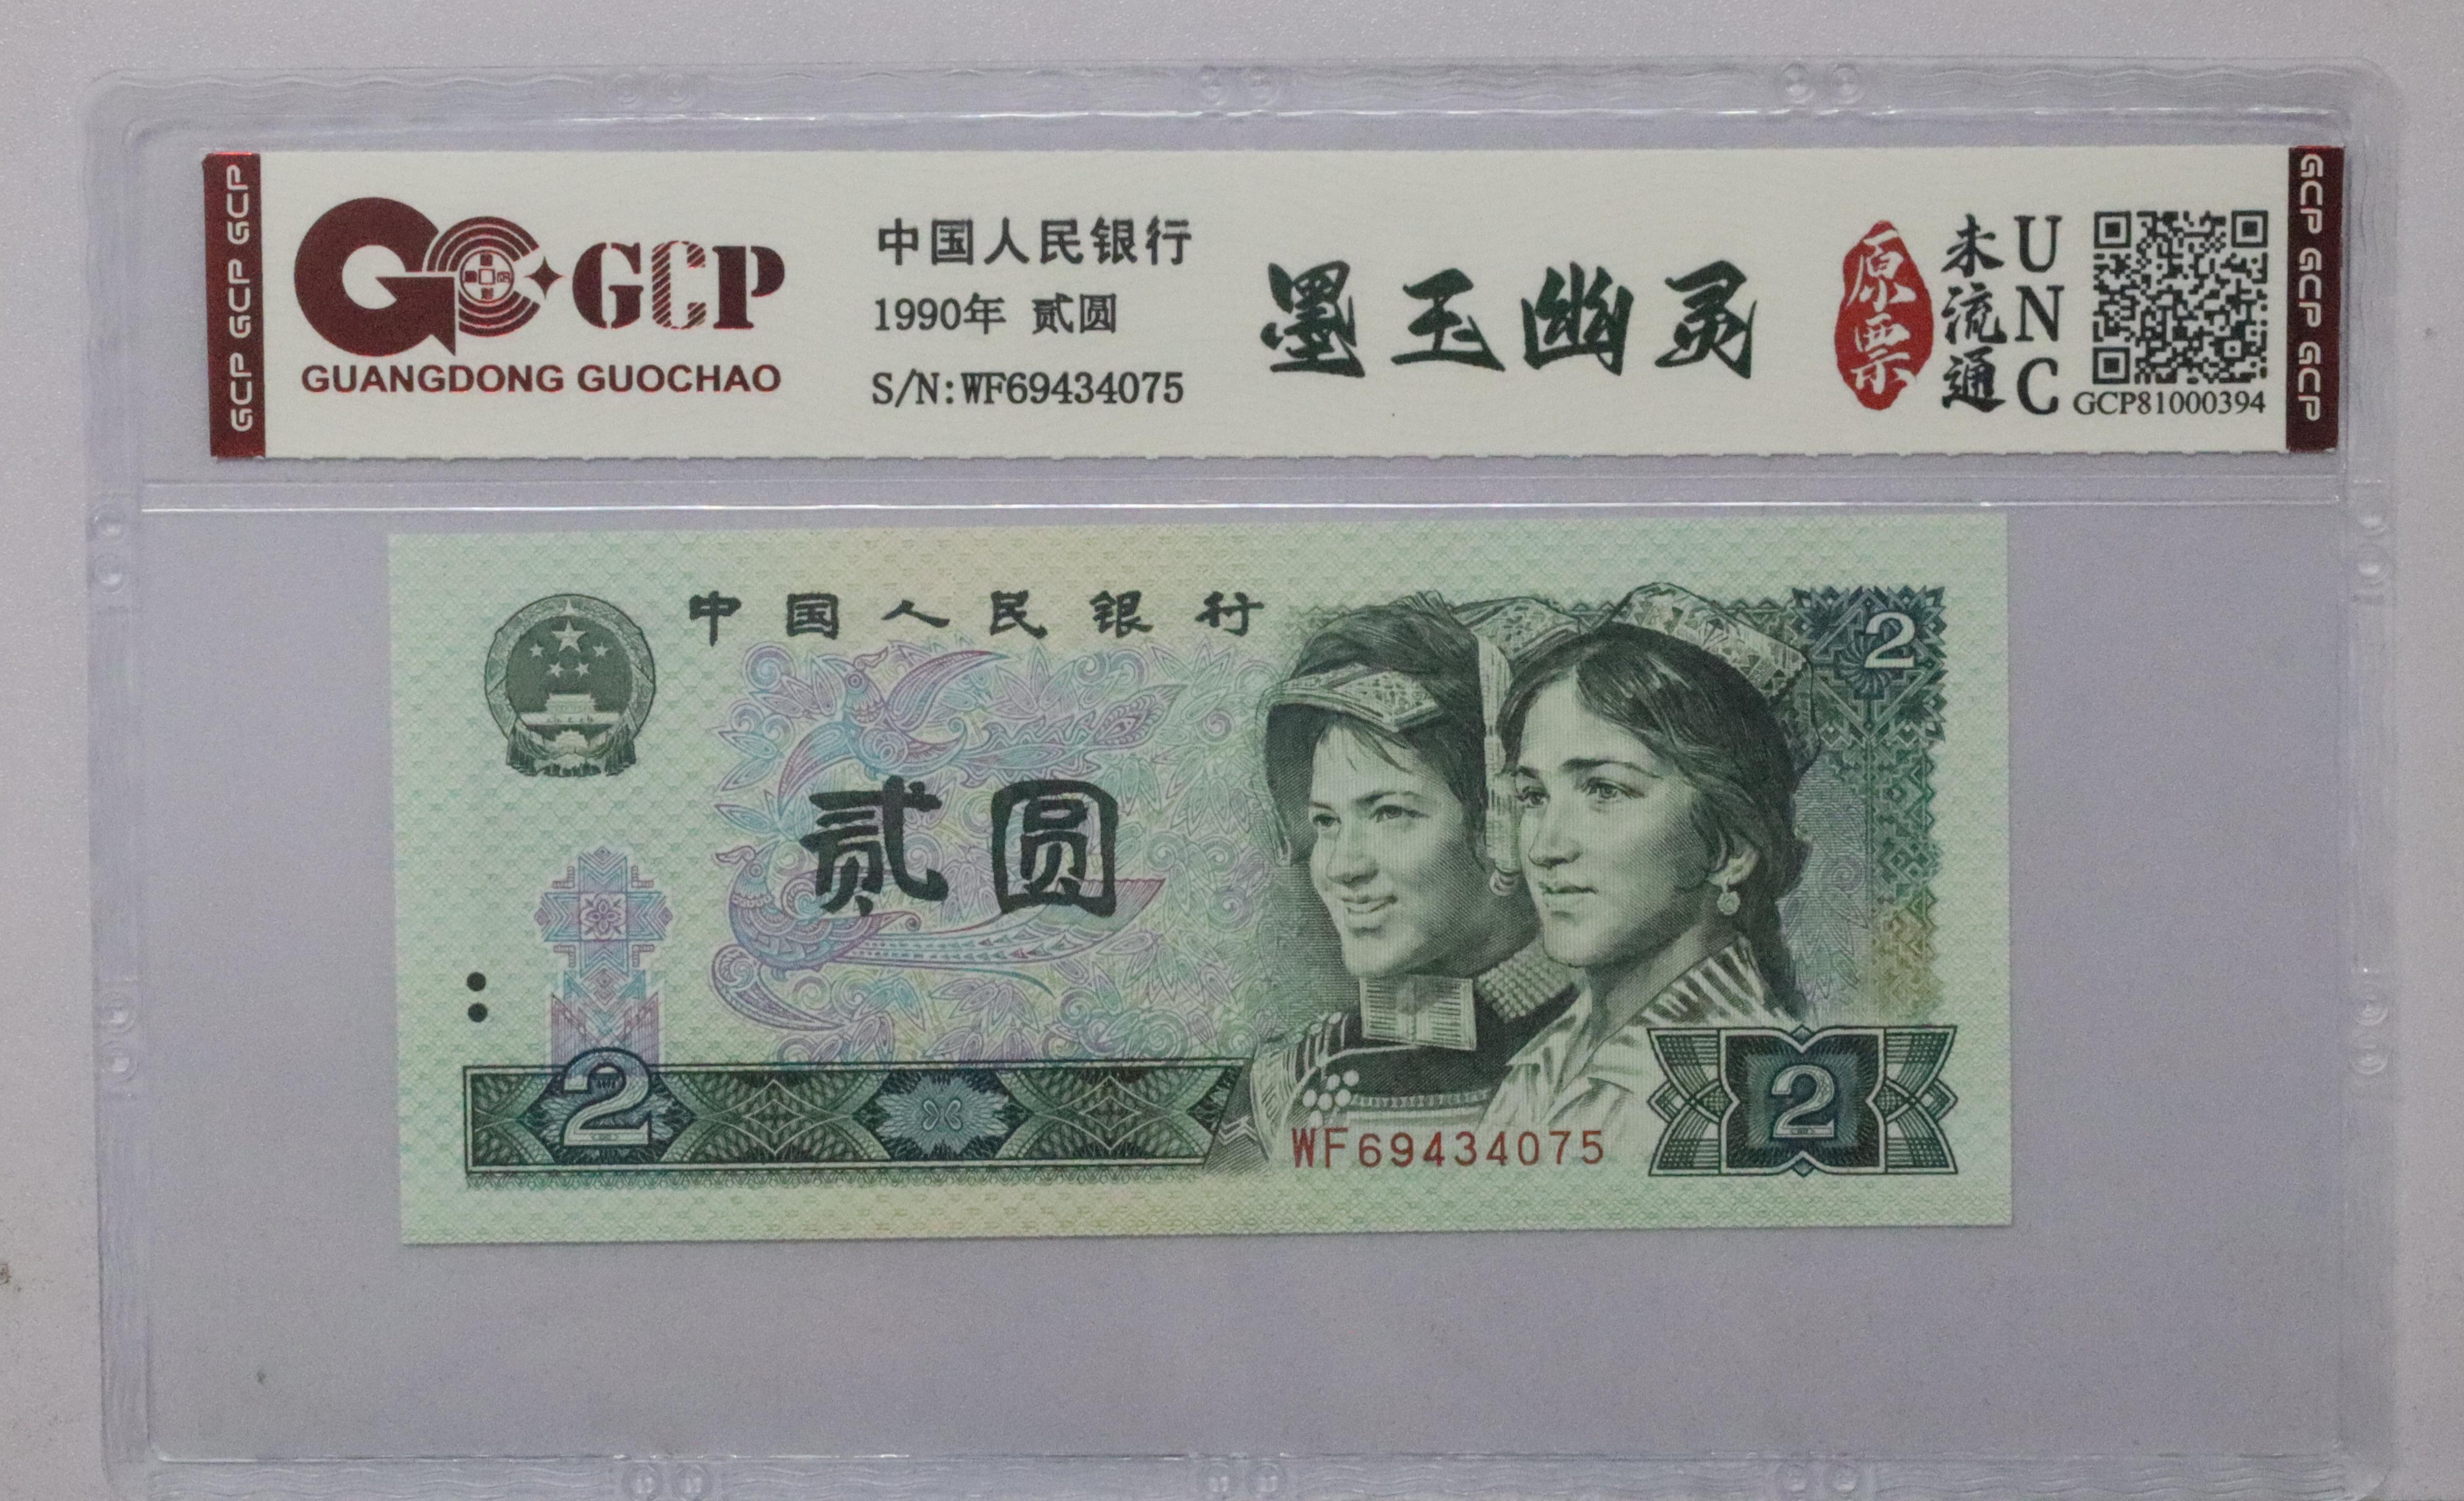 GCP GCP GCP
GCP
GUANGDONG GUOCHAO
中国人民银行
1990年 贰圆
S/N:WF69434075
墨玉幽灵
原票
未流通
UNC
GCP81000394
GCP GCP GCP
中国人民银行
2
贰圆
2
WF69434075
2